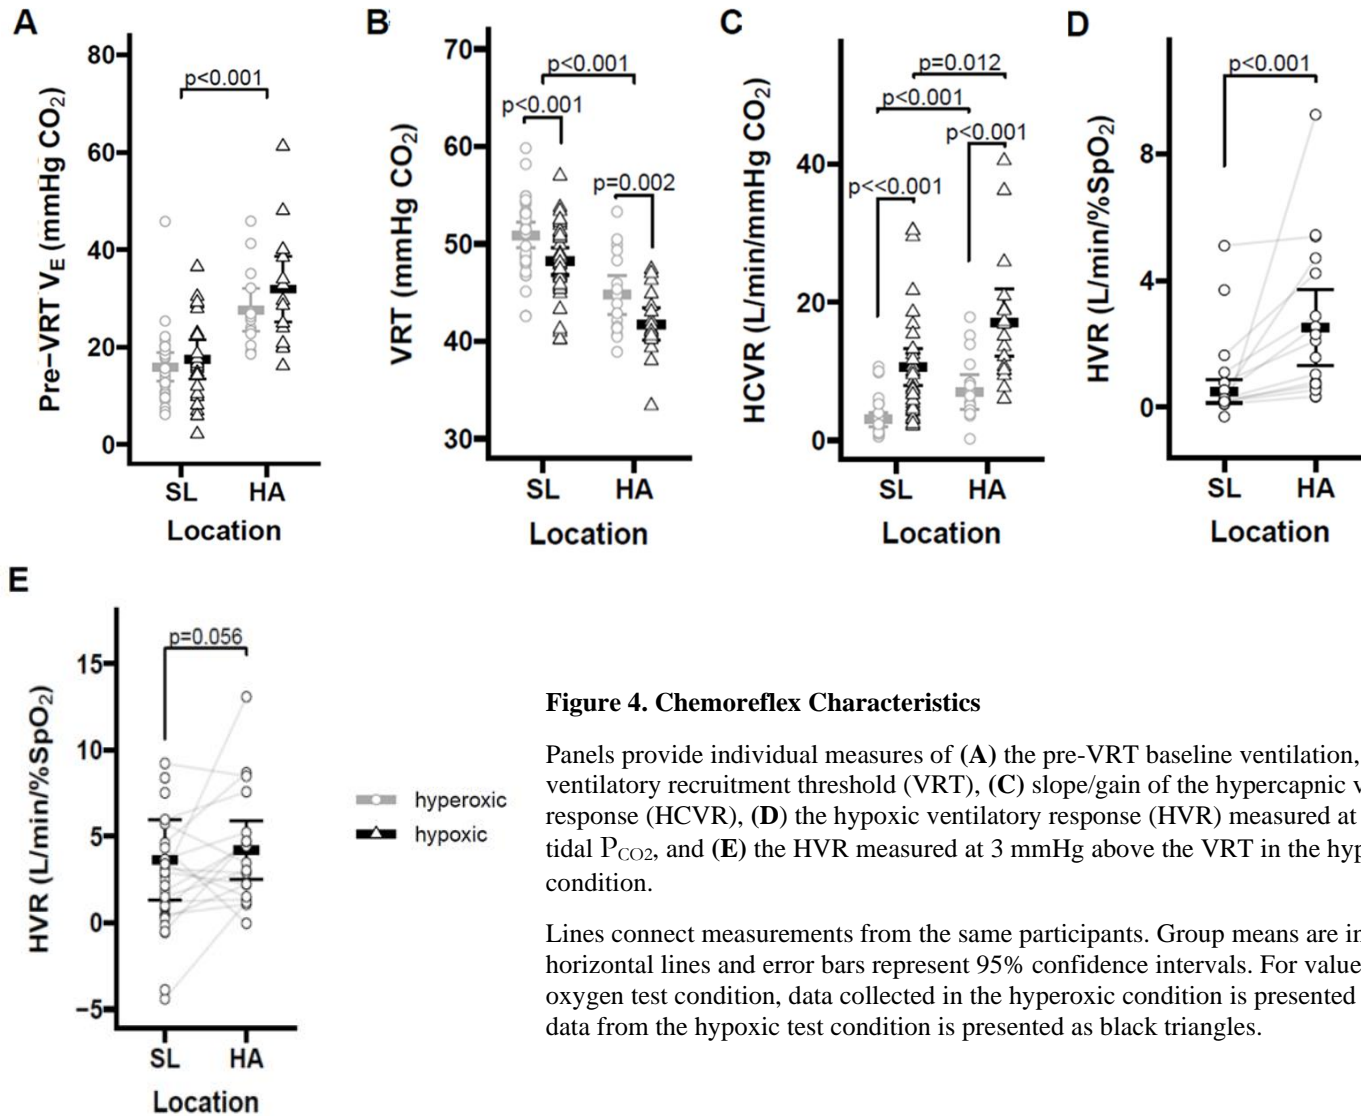 A
Pre-VRT VE (mmHg CO2)
80
60
40
20
0
p<0.001
SL HA
Location
B
VRT (mmHg CO2)
70
60
50
40
30
p<0.001
p<0.001
p=0.002
SL HA
Location
C
HCVR (L/min/mmHg CO2)
40
20
0
p=0.012
p<0.001
p<0.001
p<<0.001
SL HA
Location
D
HVR (L/min/%SpO2)
8
4
0
p<0.001
SL HA
Location
E
HVR (L/min/%SpO2)
15
10
5
0
−5
p=0.056
SL HA
Location
hyperoxic
hypoxic
Figure 4. Chemoreflex Characteristics
Panels provide individual measures of (A) the pre-VRT baseline ventilation,
ventilatory recruitment threshold (VRT), (C) slope/gain of the hypercapnic v
response (HCVR), (D) the hypoxic ventilatory response (HVR) measured at
tidal PCO2, and (E) the HVR measured at 3 mmHg above the VRT in the hyp
condition.
Lines connect measurements from the same participants. Group means are in
horizontal lines and error bars represent 95% confidence intervals. For value
oxygen test condition, data collected in the hyperoxic condition is presented
data from the hypoxic test condition is presented as black triangles.